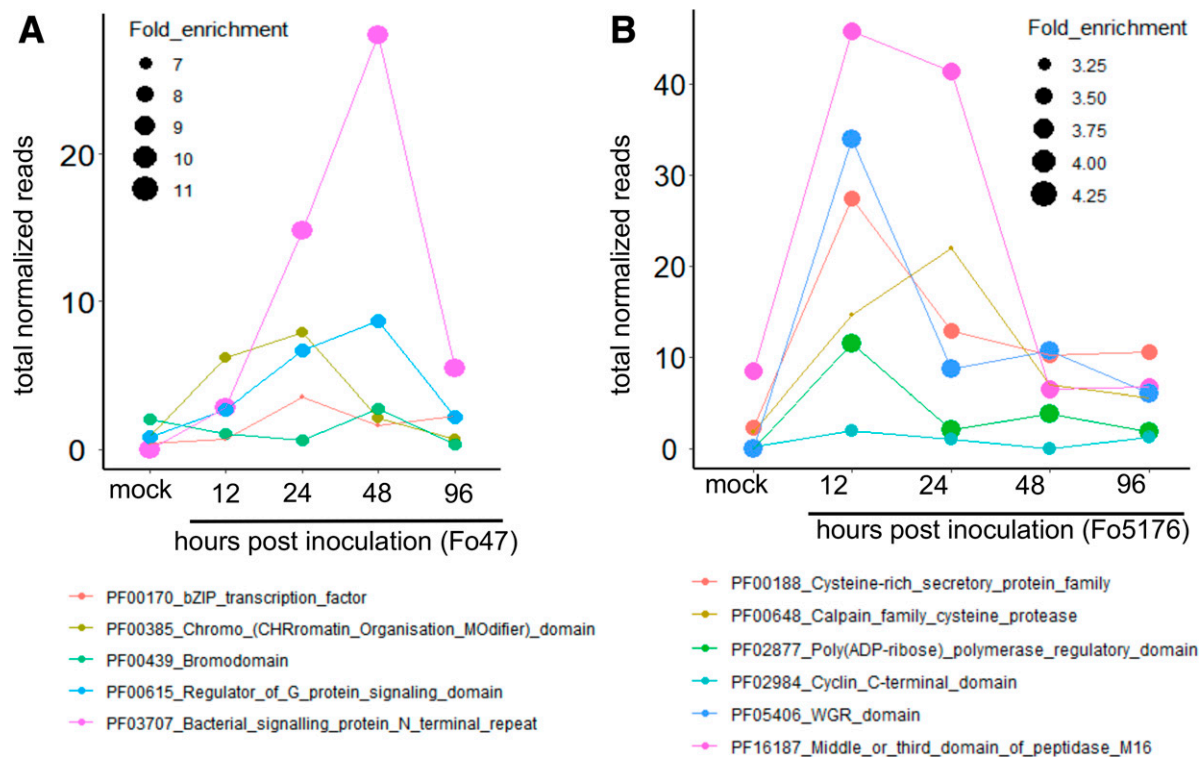 A
Fold_enrichment
7
8
9
10
11
total normalized reads
20
10
0
mock
12
24
48
96
hours post inoculation (Fo47)
PF00170_bZIP_transcription_factor
PF00385_Chromo_(CHRromatin_Organisation_MOdifier)_domain
PF00439_Bromodomain
PF00615_Regulator_of_G_protein_signaling_domain
PF03707_Bacterial_signalling_protein_N_terminal_repeat
B
Fold_enrichment
3.25
3.50
3.75
4.00
4.25
total normalized reads
40
30
20
10
0
mock
12
24
48
96
hours post inoculation (Fo5176)
PF00188_Cysteine-rich_secretory_protein_family
PF00648_Calpain_family_cysteine_protease
PF02877_Poly(ADP-ribose)_polymerase_regulatory_domain
PF02984_Cyclin_C-terminal_domain
PF05406_WGR_domain
PF16187_Middle_or_third_domain_of_peptidase_M16